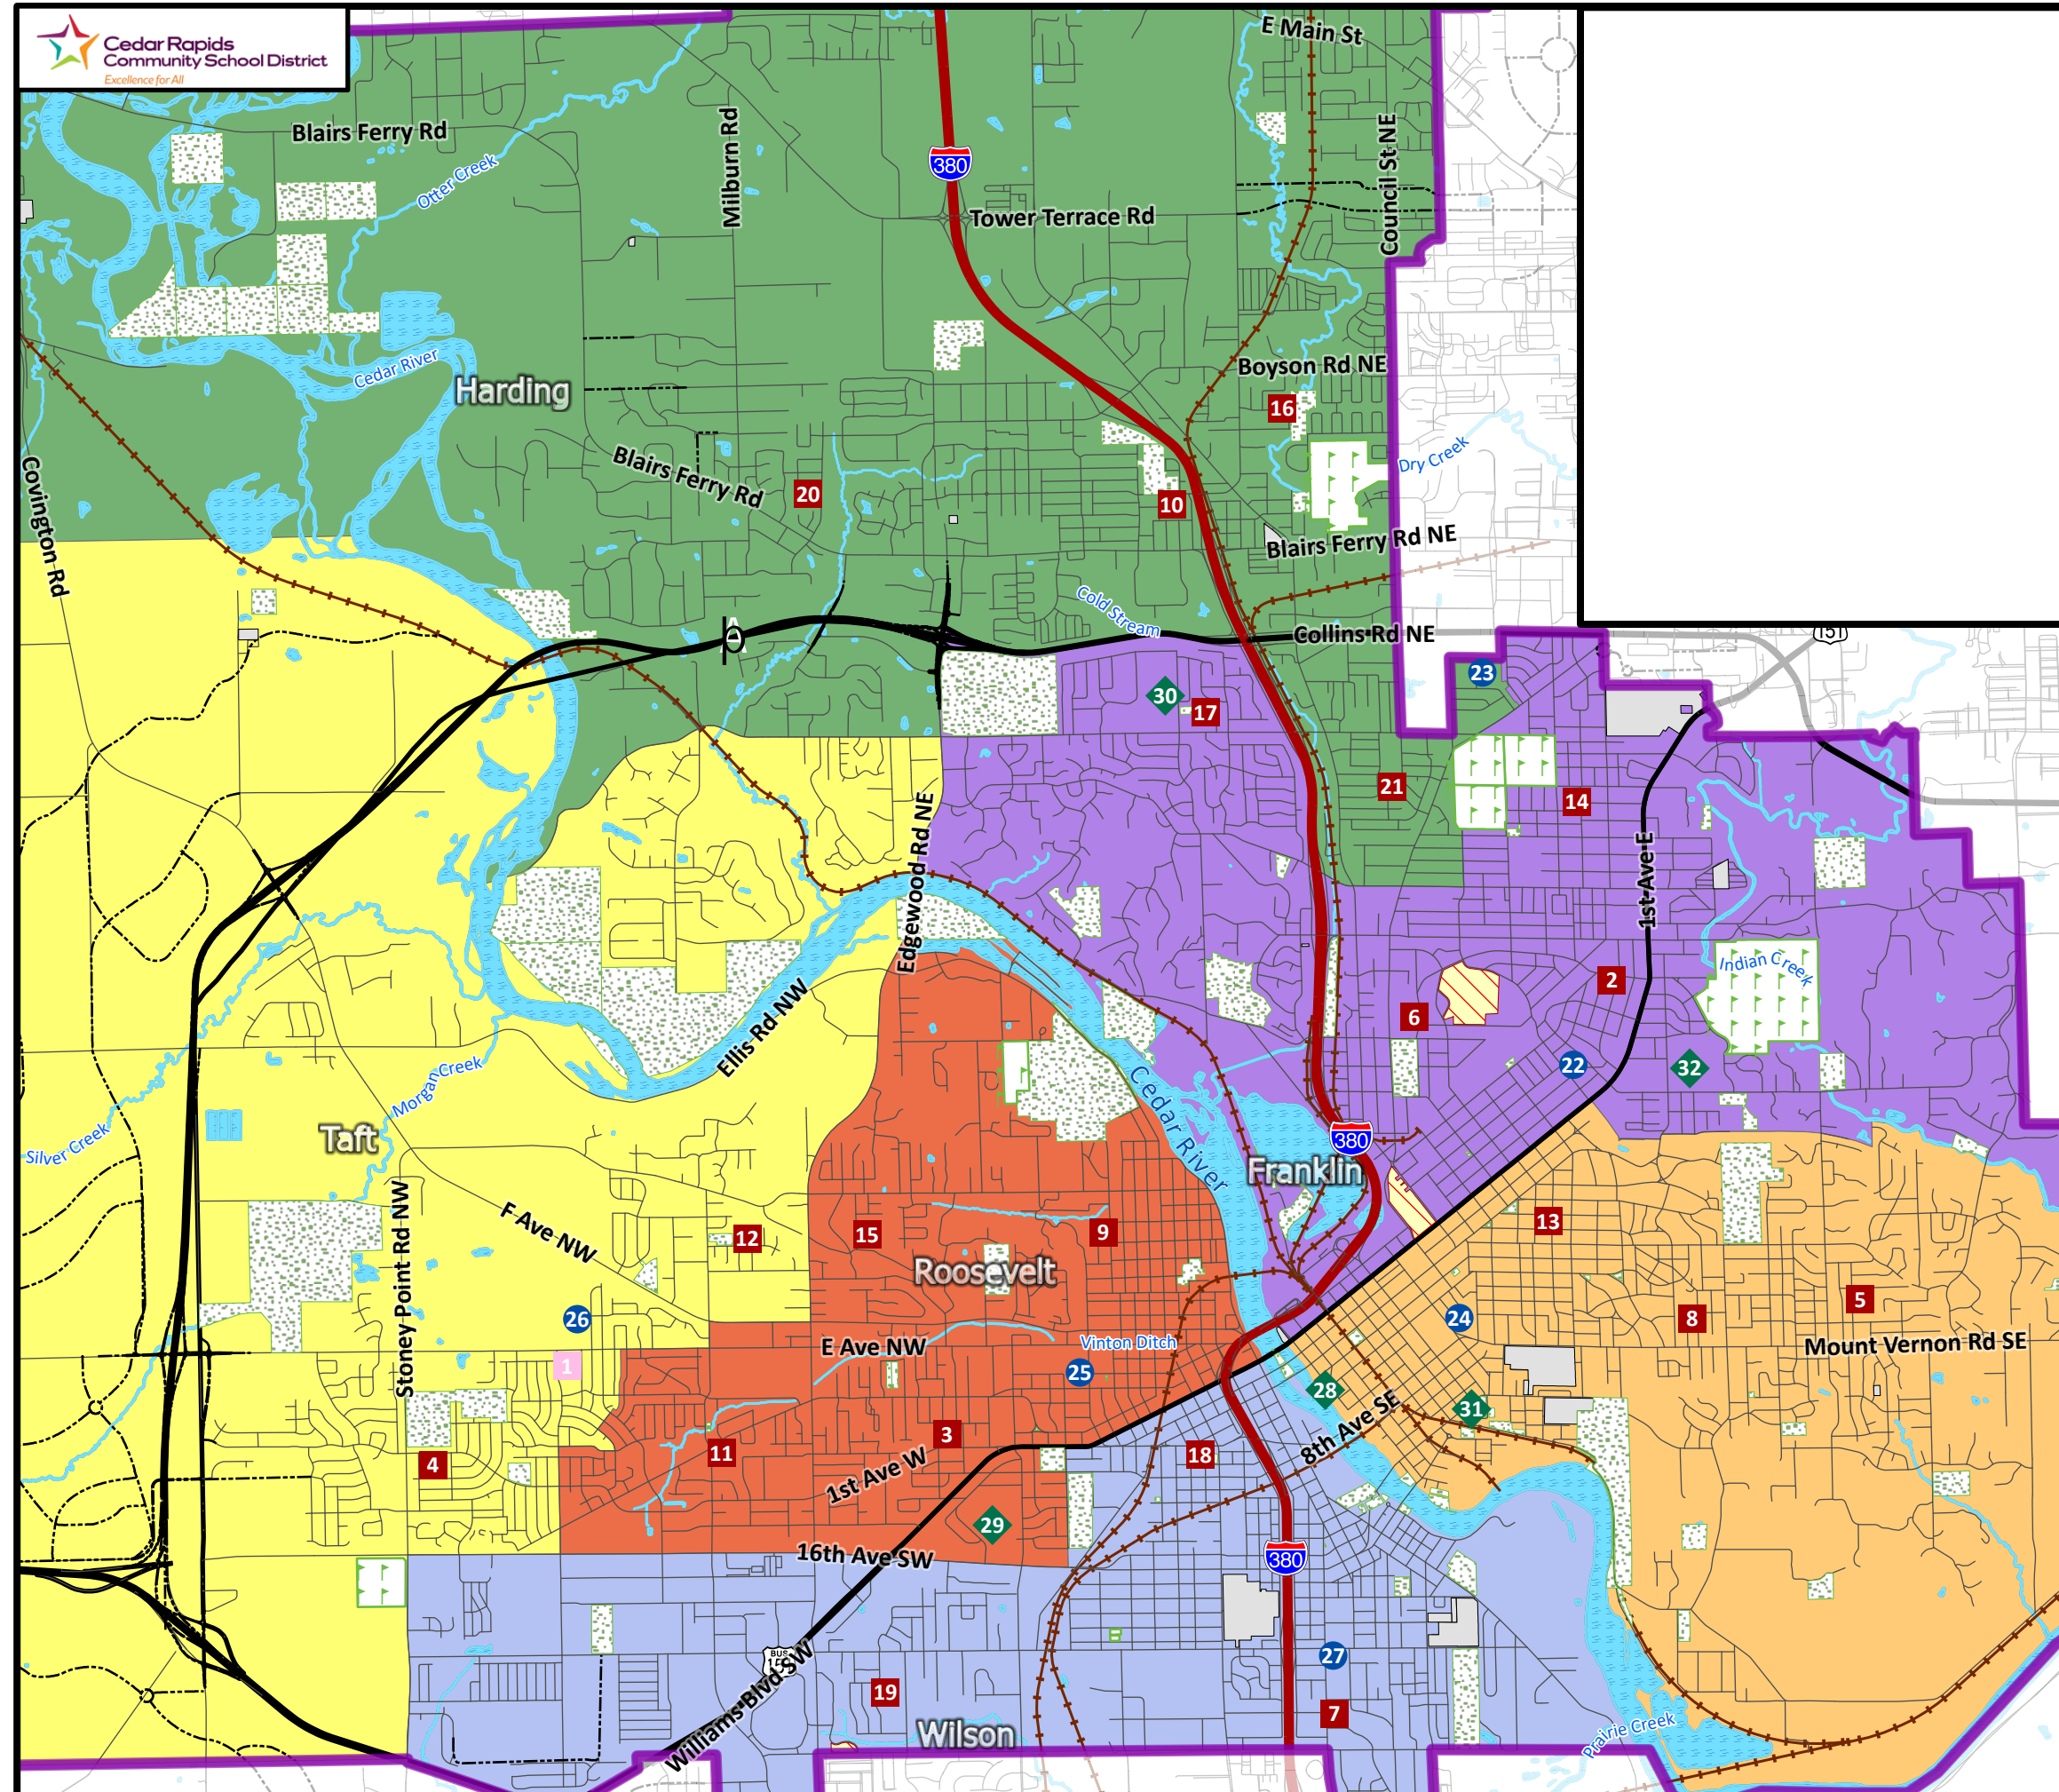 Cedar Rapids
Community School District
Excellence for All
E Main St
Blairs Ferry Rd
Milburn Rd
Council St NE
380
Otter Creek
Tower Terrace Rd
Cedar River
Harding
Boyson Rd NE
16
Dry Creek
Covington Rd
Blairs Ferry Rd
20
10
Blairs Ferry Rd NE
Cold Stream
Collins Rd NE
151
23
30
17
21
14
Edgewood Rd NE
1st Ave E
Indian Creek
2
6
Ellis Rd NW
22
32
Morgan Creek
Cedar River
Silver Creek
Taft
380
Franklin
Stoney Point Rd NW
F Ave NW
12
15
9
13
Roosevelt
5
26
24
8
E Ave NW
Vinton Ditch
Mount Vernon Rd SE
1
25
28
31
3
8th Ave SE
11
18
4
1st Ave W
29
16th Ave SW
380
BUS
Williams Blvd SW
27
19
7
Wilson
Prairie Creek